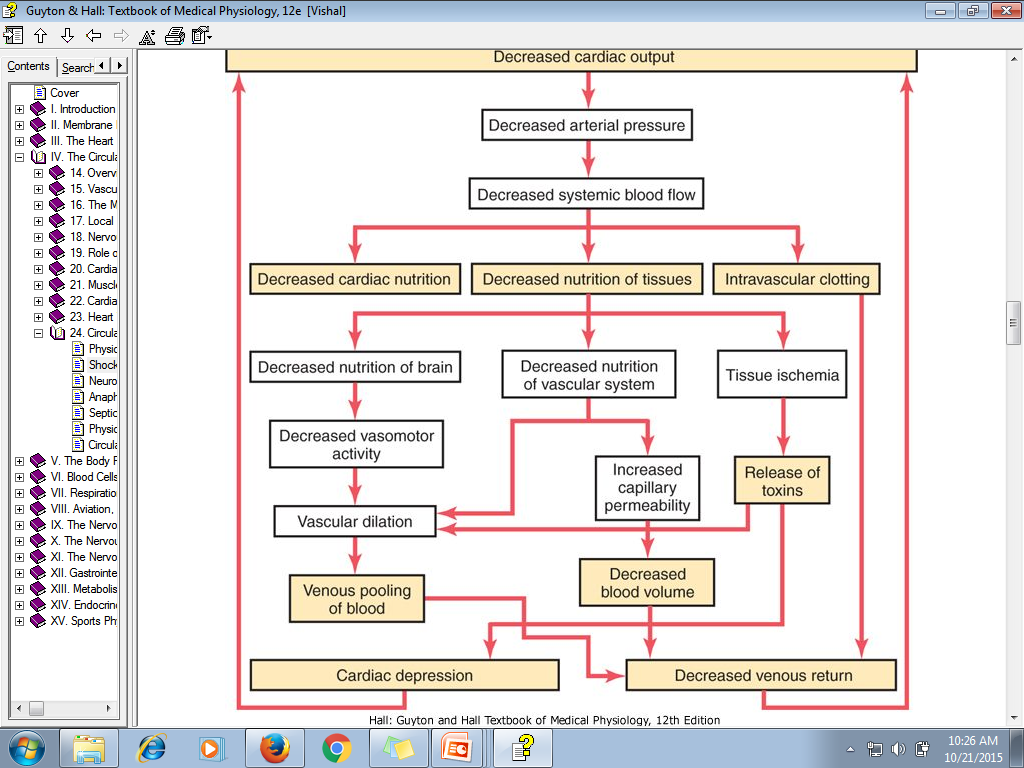 Guyton & Hall: Textbook of Medical Physiology, 12e [Vishal]
Contents
Search
Cover
I. Introduction
II. Membrane
III. The Heart
IV. The Circula
14. Overv
15. Vascu
16. The M
17. Local
18. Nervo
19. Role o
20. Cardia
21. Muscl
22. Cardia
23. Heart
24. Circula
Physic
Shock
Neuro
Anaph
Septic
Physic
Circula
V. The Body F
VI. Blood Cells
VII. Respiratio
VIII. Aviation,
IX. The Nervo
X. The Nervou
XI. The Nervo
XII. Gastrointe
XIII. Metabolis
XIV. Endocrin
XV. Sports Ph
Decreased cardiac output
Decreased arterial pressure
Decreased systemic blood flow
Decreased cardiac nutrition
Decreased nutrition of tissues
Intravascular clotting
Decreased nutrition of brain
Decreased nutrition
of vascular system
Tissue ischemia
Decreased vasomotor
activity
Increased
capillary
permeability
Release of
toxins
Vascular dilation
Venous pooling
of blood
Decreased
blood volume
Cardiac depression
Decreased venous return
Hall: Guyton and Hall Textbook of Medical Physiology, 12th Edition
10:26 AM
10/21/2015